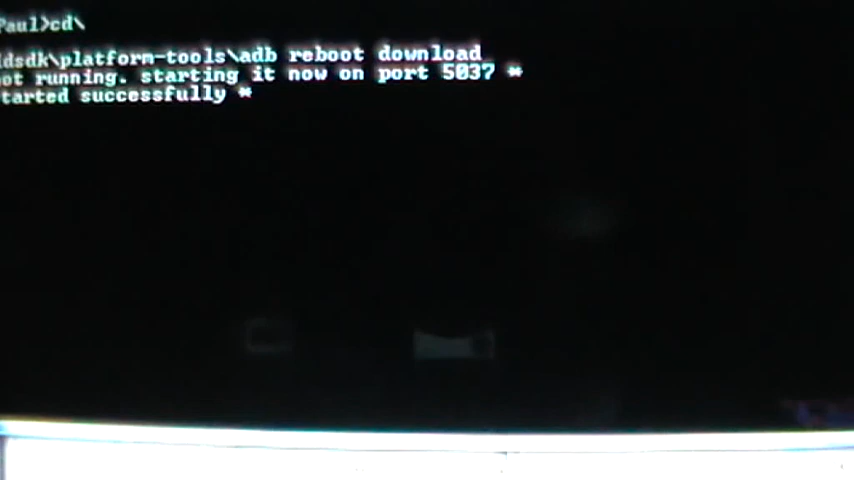 Paul>cd\
dsdk\platform-tools\adb reboot download
ot running. starting it now on port 5037 *
tarted successfully *